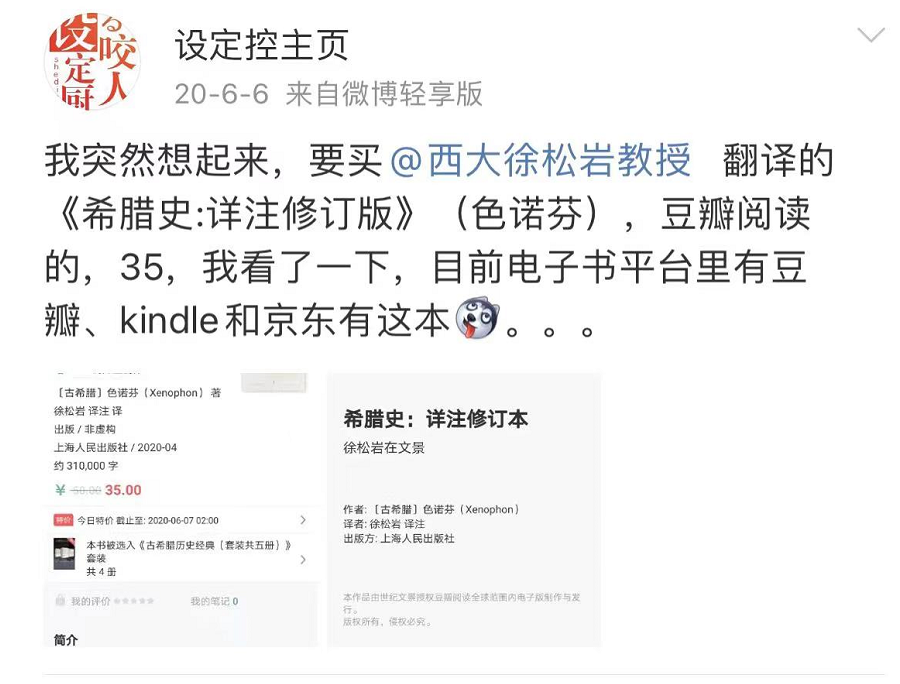 设定厨
shedi
咬人
设定控主页
20-6-6 来自微博轻享版
我突然想起来，要买@西大徐松岩教授 翻译的
《希腊史:详注修订版》（色诺芬），豆瓣阅读
的，35，我看了一下，目前电子书平台里有豆
瓣、kindle和京东有这本。。。
［古希腊］色诺芬（Xenophon）著
徐松岩 译注 译
出版 / 非虚构
上海人民出版社 / 2020-04
约 310,000 字
¥ 50.00 35.00
特价 今日特价 截止至: 2020-06-07 02:00
本书被选入《古希腊历史经典（套装共五册）》
套装
共 4 册
我的评价
我的笔记 0
简介
希腊史：详注修订本
徐松岩在文景
作者:［古希腊］色诺芬（Xenophon）
译者: 徐松岩 译注
出版方: 上海人民出版社
本作品由世纪文景授权豆瓣阅读全球范围内电子版制作与发
行。
版权所有，侵权必究。